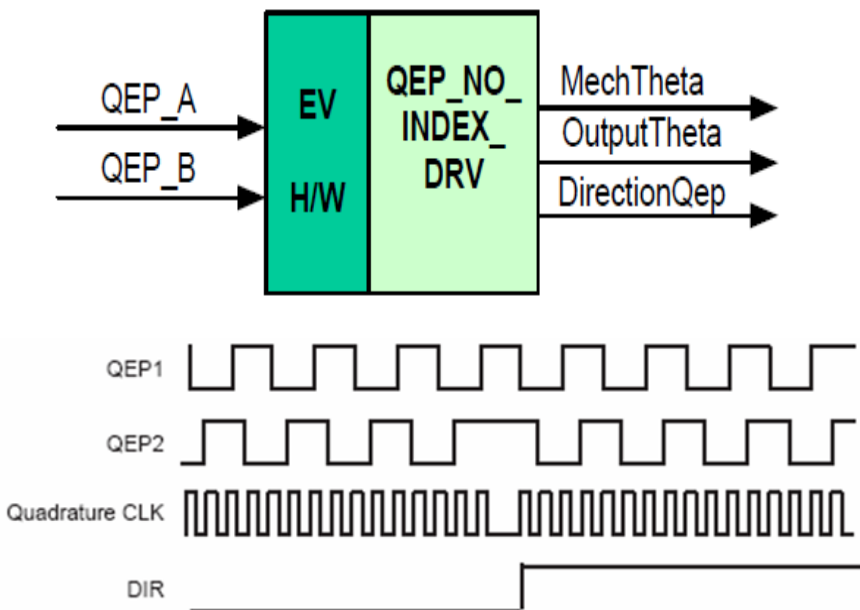 QEP_A
QEP_B
EV
H/W
QEP_NO_
INDEX_
DRV
MechTheta
OutputTheta
DirectionQep
QEP1
QEP2
Quadrature CLK
DIR